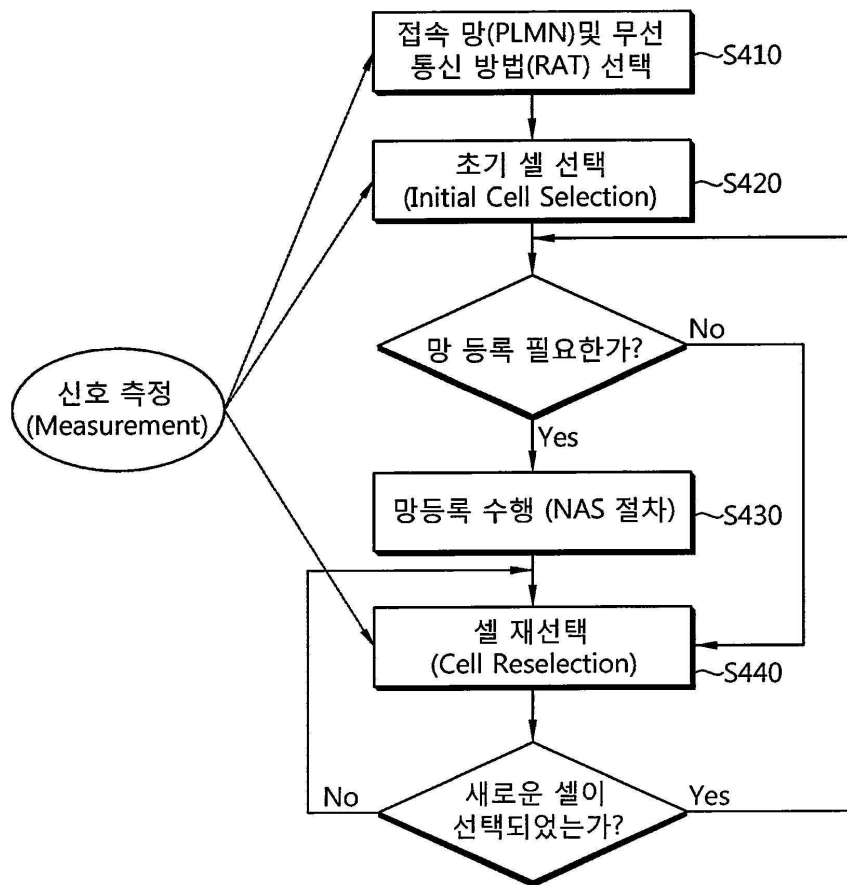 접속 망(PLMN)및 무선
통신 방법(RAT) 선택
S410
초기 셀 선택
(Initial Cell Selection)
S420
망 등록 필요한가?
No
Yes
신호 측정
(Measurement)
망등록 수행 (NAS 절차)
S430
셀 재선택
(Cell Reselection)
S440
새로운 셀이
선택되었는가?
No
Yes